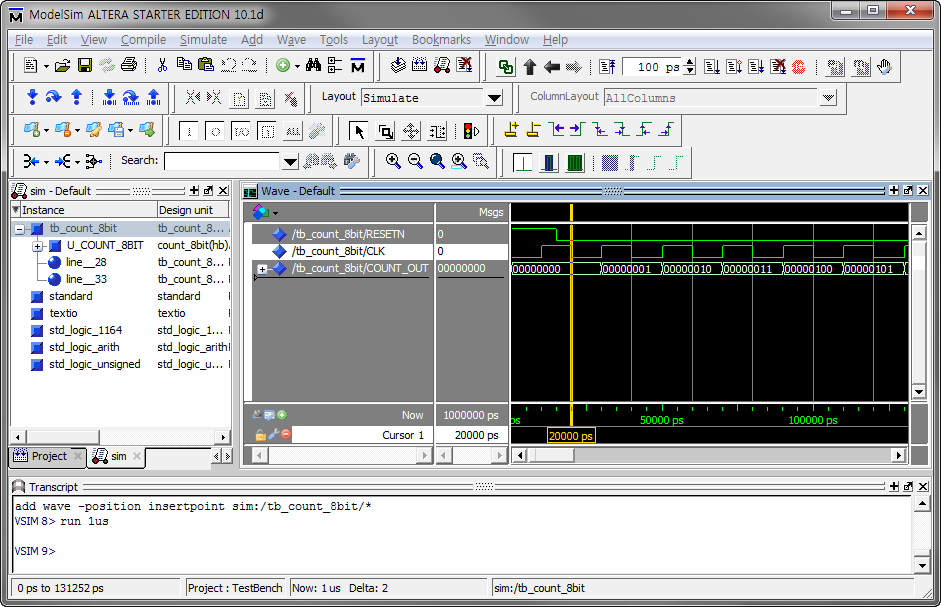 ModelSim ALTERA STARTER EDITION 10.1d
File Edit View Compile Simulate Add Wave Tools Layout Bookmarks Window Help
100 ps
Layout Simulate ColumnLayout AllColumns
I O I/O I ALL
Search:
sim - Default
Instance Design unit
tb_count_8bit tb_count_8...
U_COUNT_8BIT count_8bit(hb)
line__28 tb_count_8...
line__33 tb_count_8...
standard standard
textio textio
std_logic_1164 std_logic_1...
std_logic_arith std_logic_arith
std_logic_unsigned std_logic_u...
Project sim
Wave - Default
Msgs
/tb_count_8bit/RESETN 0
/tb_count_8bit/CLK 0
/tb_count_8bit/COUNT_OUT 00000000 00000000 00000001 00000010 00000011 00000100 00000101
Now 1000000 ps ps 50000 ps 100000 ps
Cursor 1 20000 ps 20000 ps
Transcript
add wave -position insertpoint sim:/tb_count_8bit/*
VSIM 8> run 1us
VSIM 9>
0 ps to 131252 ps Project : TestBench Now: 1 us Delta: 2 sim:/tb_count_8bit